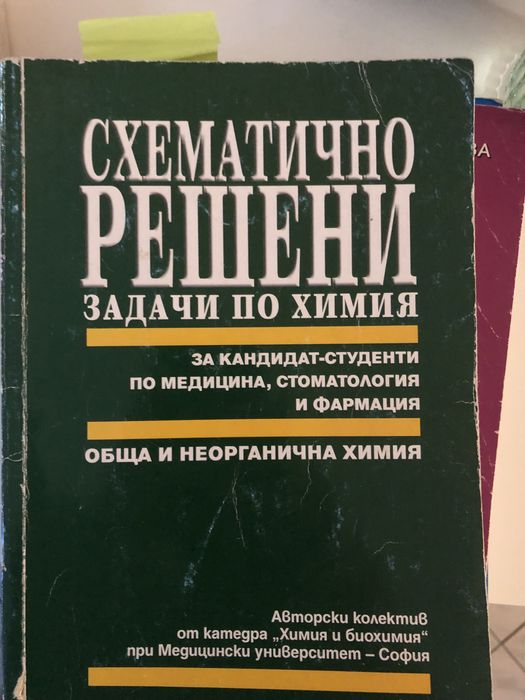 СХЕМАТИЧНО
РЕШЕНИ
ЗАДАЧИ ПО ХИМИЯ
ЗА КАНДИДАТ-СТУДЕНТИ
ПО МЕДИЦИНА, СТОМАТОЛОГИЯ
И ФАРМАЦИЯ
ОБЩА И НЕОРГАНИЧНА ХИМИЯ
Авторски колектив
от катедра „Химия и биохимия“
при Медицински университет – София